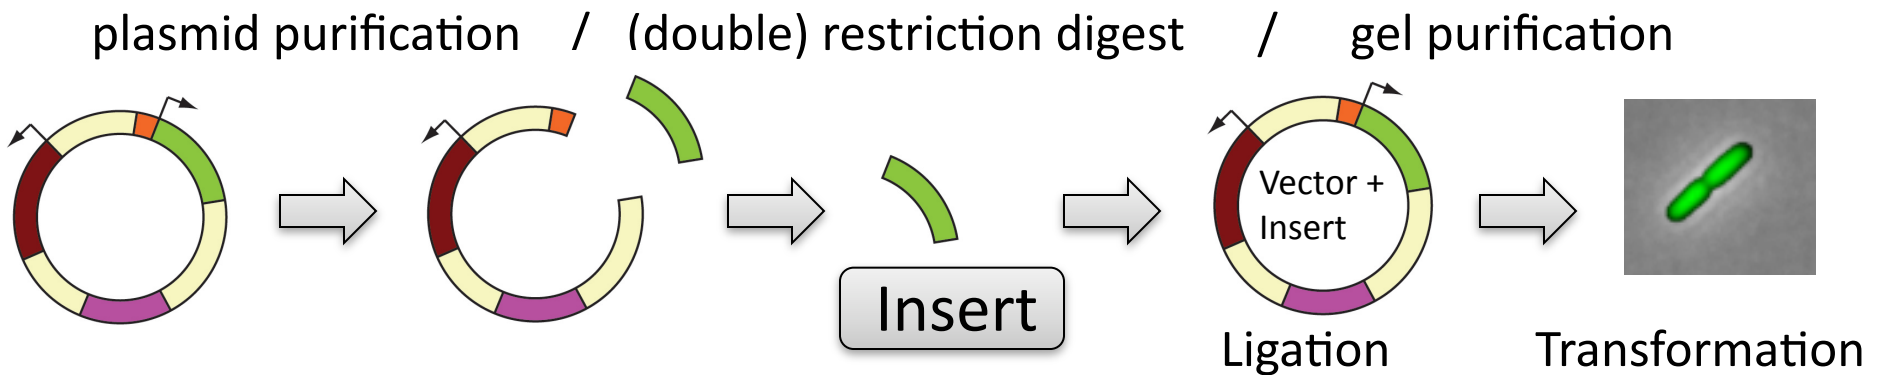 plasmid purification / (double) restriction digest / gel purification
Vector +
Insert
Insert
Ligation
Transformation